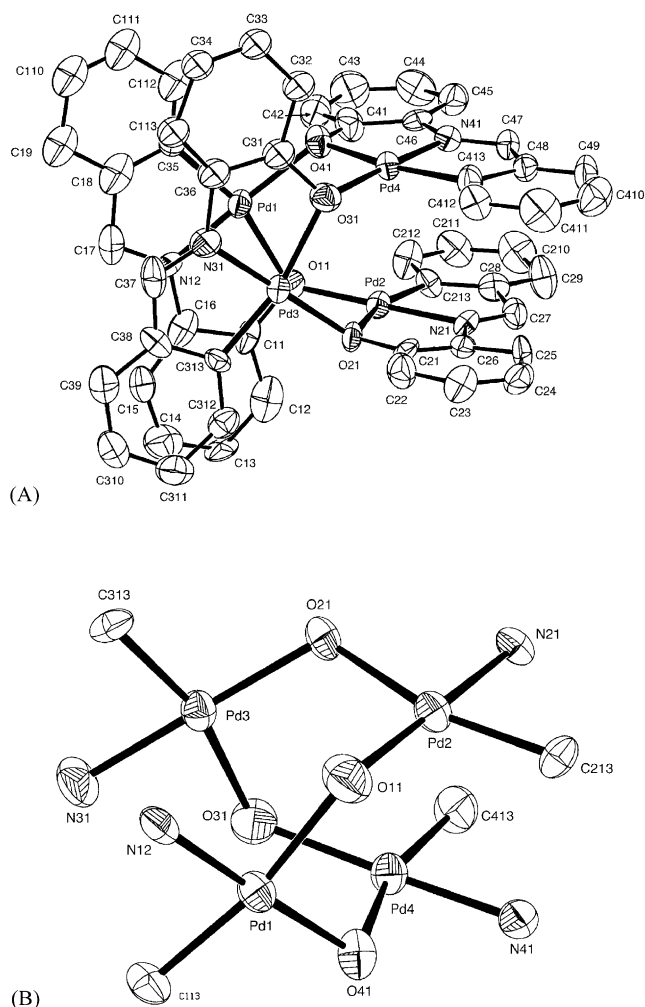 C111
C33
C34
C110
C112
C32
C43
C44
C45
C113
C42
C41
N41
C47
C19
C31
C46
C48
C49
C18
C35
O41
Pd4
C413
C36
Pd1
O31
C412
C410
C411
C17
N31
C212
C211
C210
O11
N12
Pd2
C28
C29
C37
C16
Pd3
C213
C38
C11
N21
C27
O21
C313
C21
C26
C25
C39
C22
C24
C15
C312
C12
C23
C14
C13
C310
C311
(A)
C313
O21
N21
Pd3
Pd2
O11
C213
N31
O31
C413
N12
Pd1
Pd4
N41
C113
O41
(B)